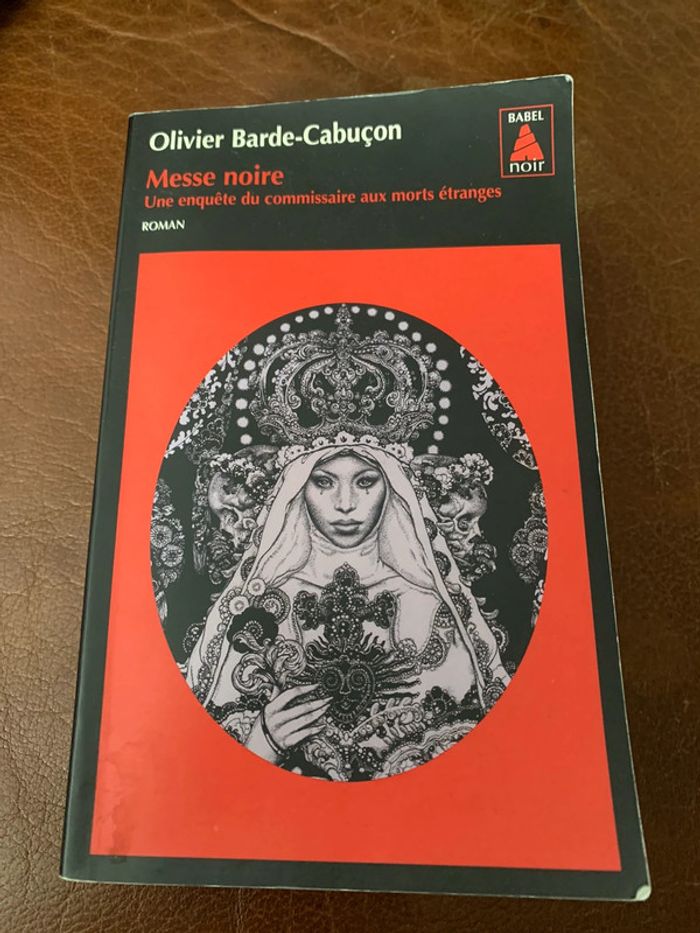 Olivier Barde-Cabuçon
BABEL
noir
Messe noire
Une enquête du commissaire aux morts étranges
ROMAN